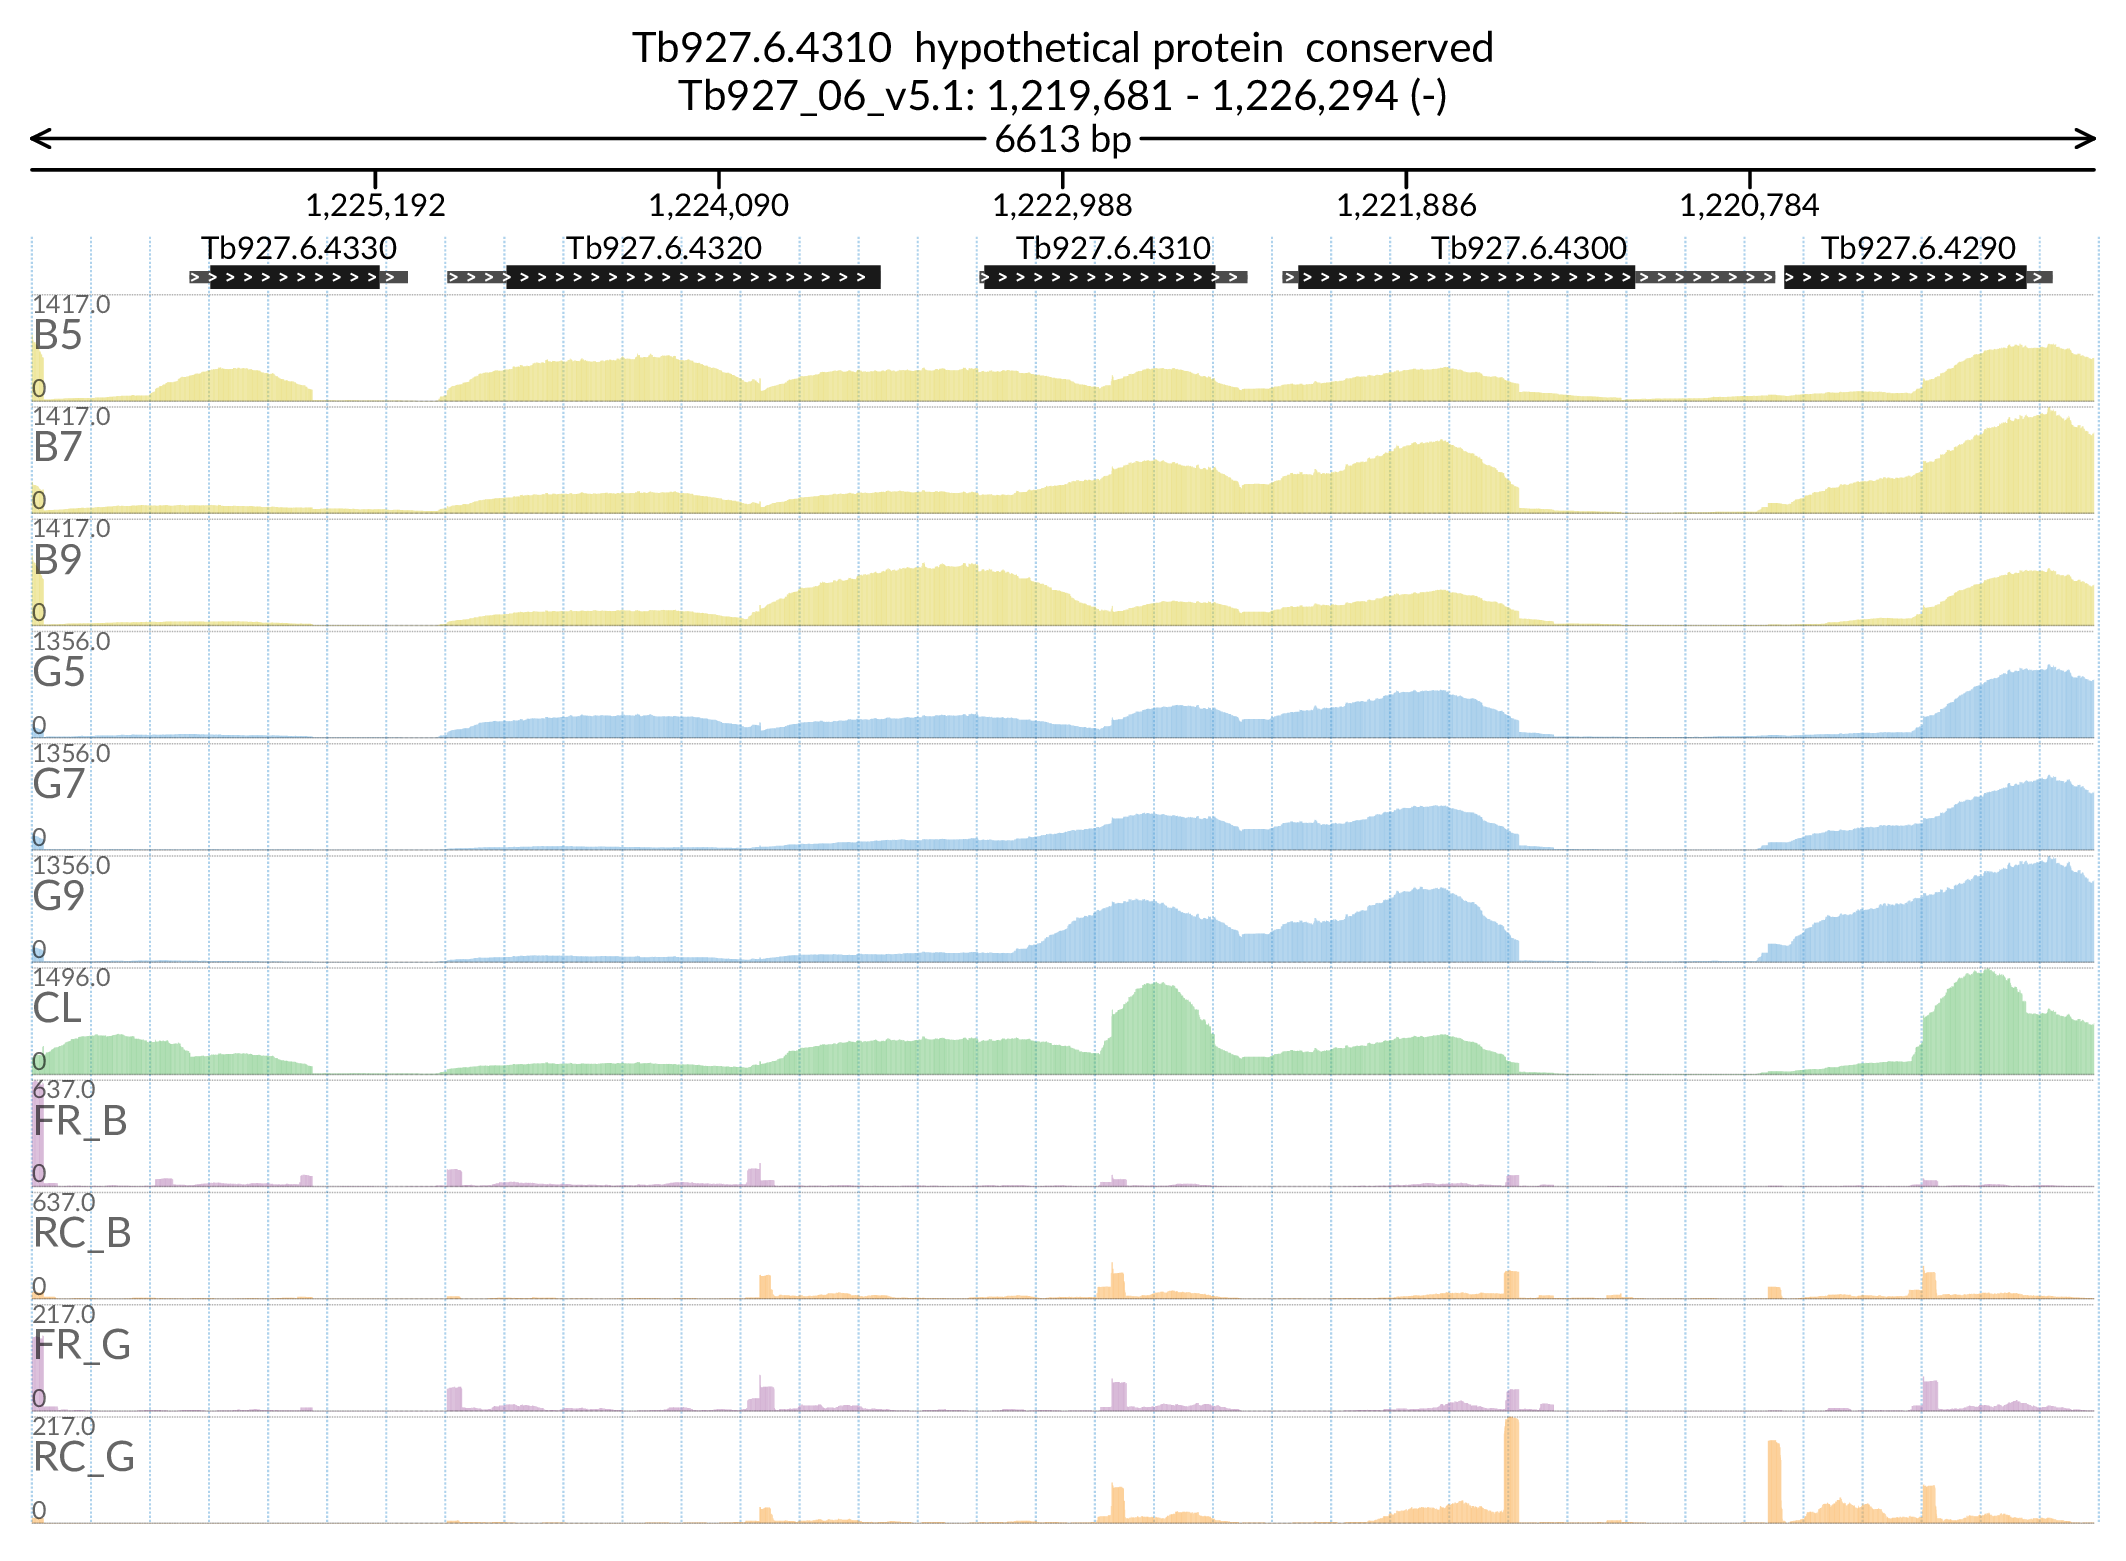 Tb927.6.4310  hypothetical protein  conserved
Tb927_06_v5.1: 1,219,681 - 1,226,294 (-)
6613 bp
1,225,192 1,224,090 1,222,988 1,221,886 1,220,784
Tb927.6.4330 Tb927.6.4320 Tb927.6.4310 Tb927.6.4300 Tb927.6.4290
1417.0
B5
0
1417.0
B7
0
1417.0
B9
0
1356.0
G5
0
1356.0
G7
0
1356.0
G9
0
1496.0
CL
0
637.0
FR_B
0
637.0
RC_B
0
217.0
FR_G
0
217.0
RC_G
0